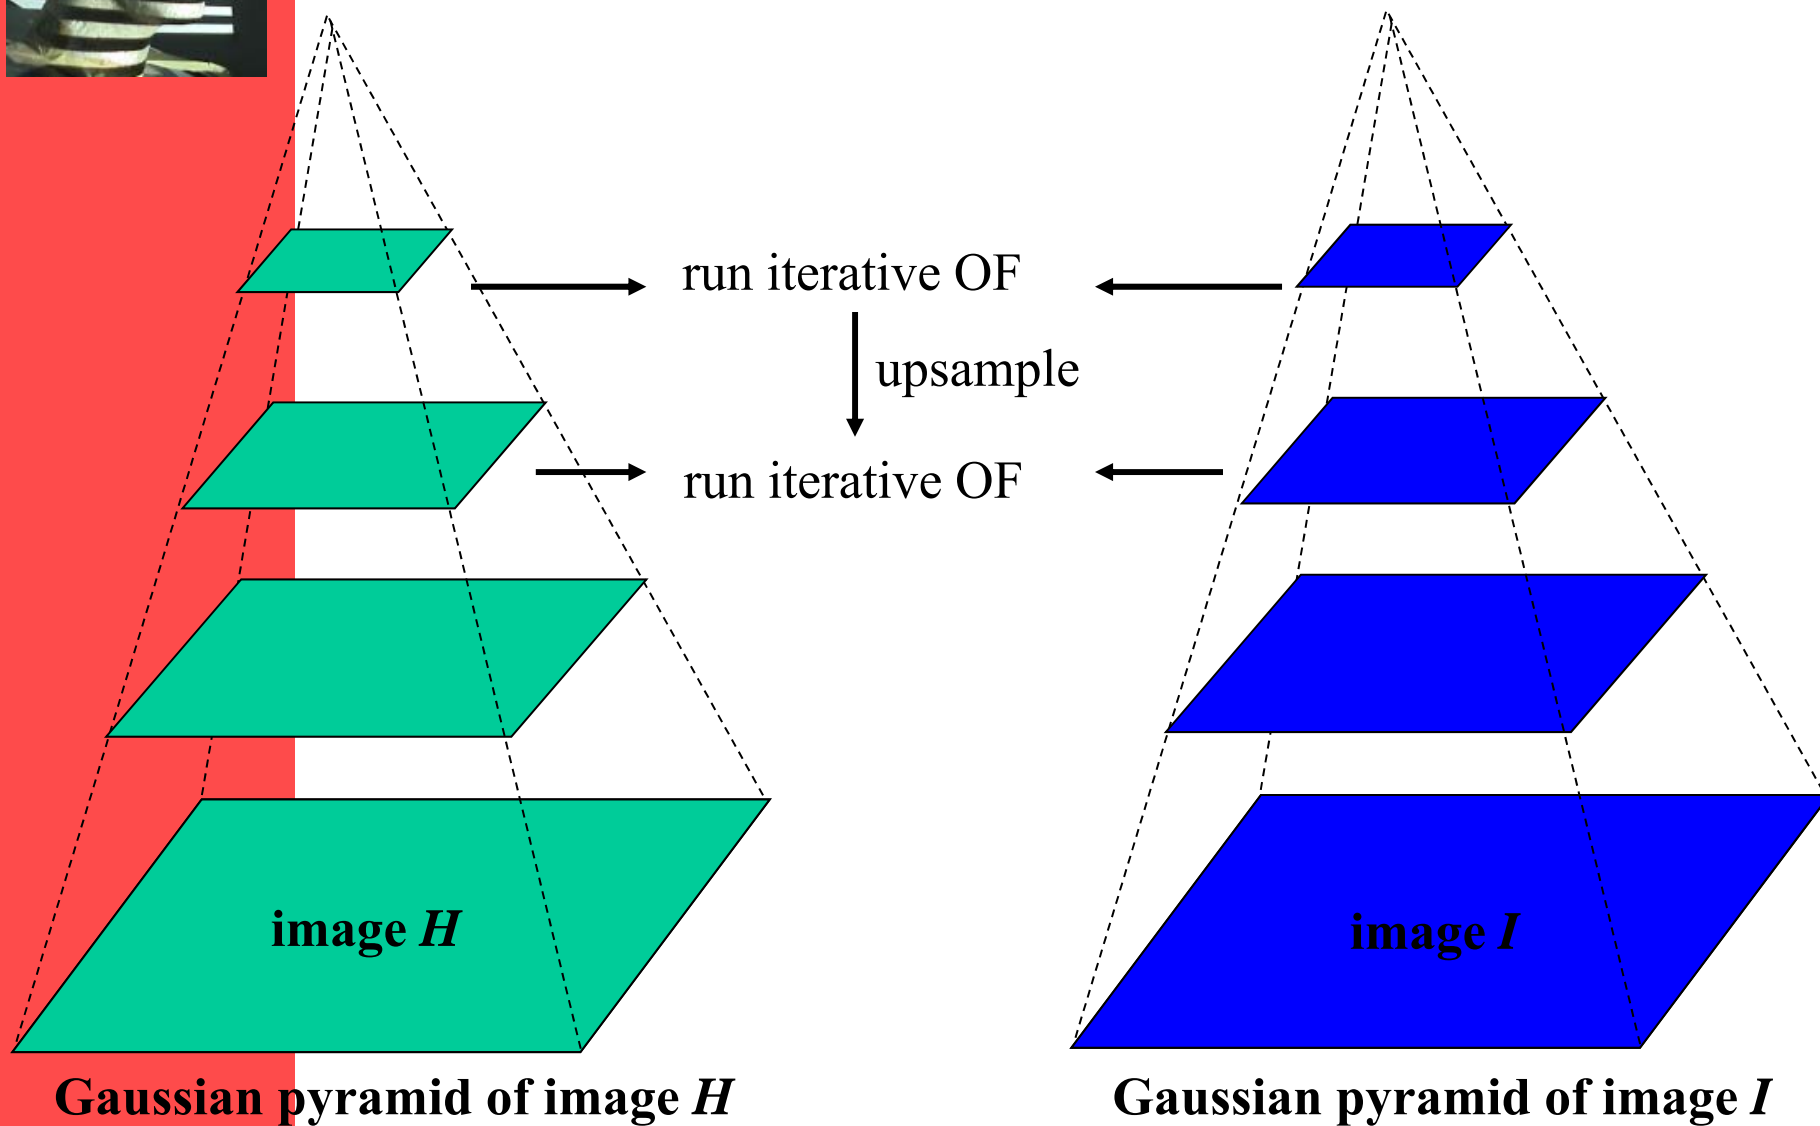 run iterative OF
upsample
run iterative OF
image H
image I
Gaussian pyramid of image H
Gaussian pyramid of image I